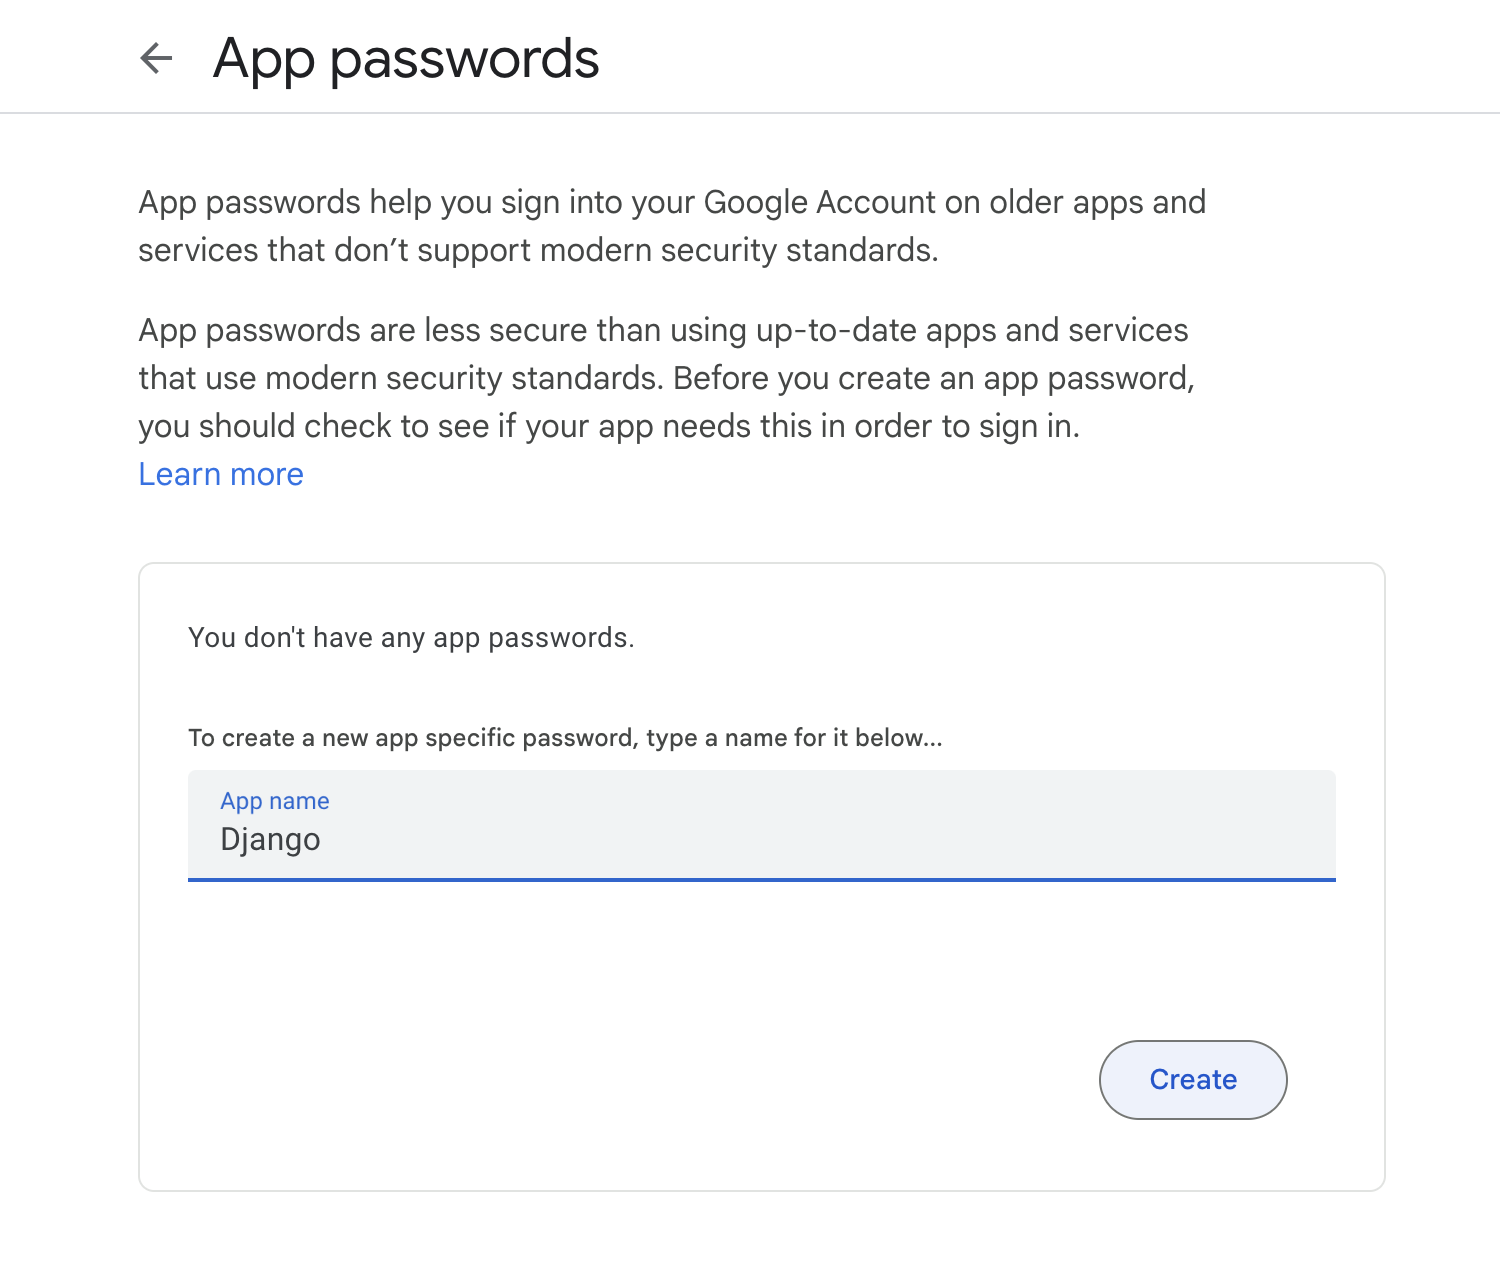 App passwords
App passwords help you sign into your Google Account on older apps and
services that don’t support modern security standards.
App passwords are less secure than using up-to-date apps and services
that use modern security standards. Before you create an app password,
you should check to see if your app needs this in order to sign in.
Learn more
You don't have any app passwords.
To create a new app specific password, type a name for it below...
App name
Django
Create